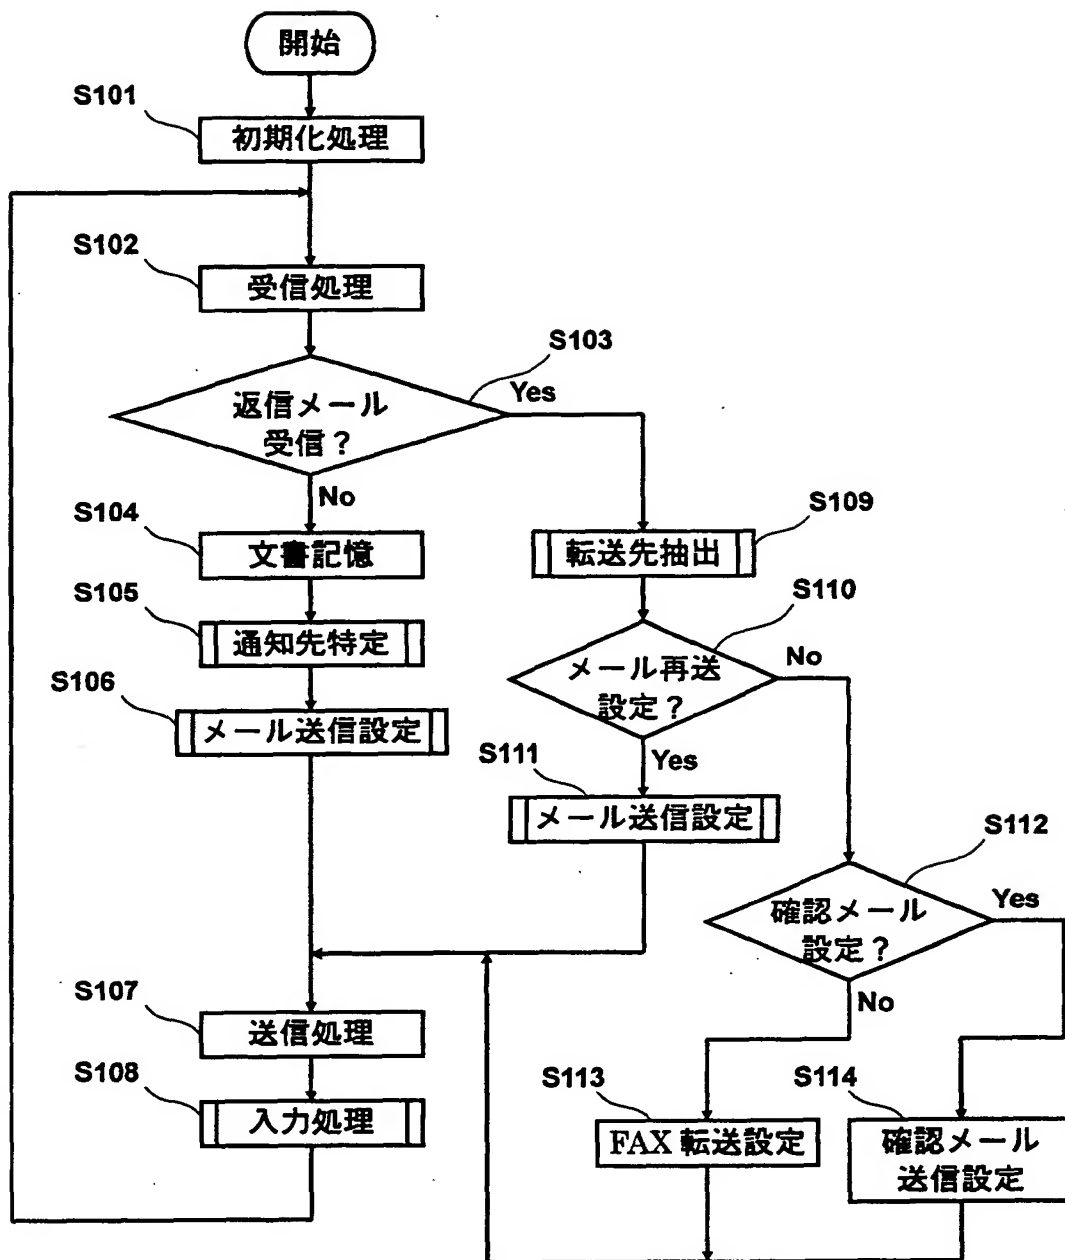 開始
S101
初期化処理
S102
受信処理
S103
返信メール
受信？
Yes
No
S104
文書記憶
S105
通知先特定
S106
メール送信設定
S109
転送先抽出
S110
メール再送
設定？
No
Yes
S111
メール送信設定
S112
確認メール
設定？
Yes
No
S107
送信処理
S108
入力処理
S113
FAX 転送設定
S114
確認メール
送信設定